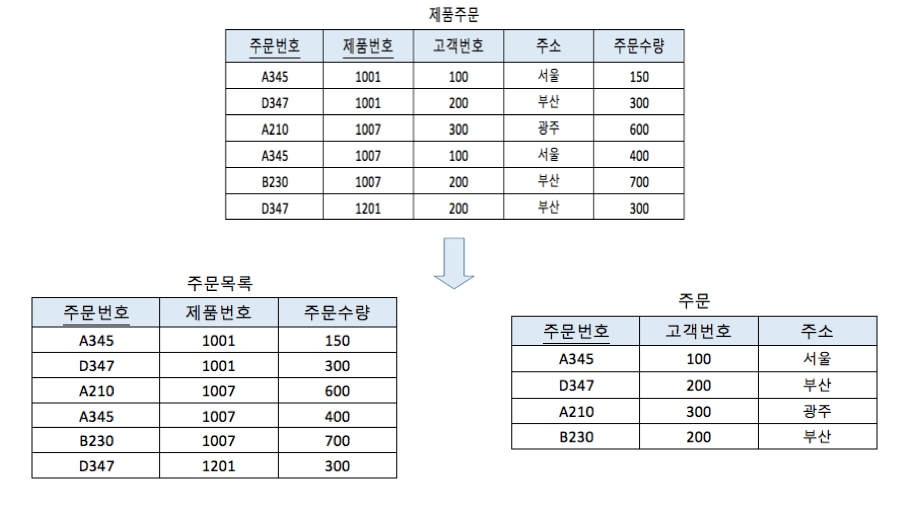 제품주문
주문번호 제품번호 고객번호 주소 주문수량
A345 1001 100 서울 150
D347 1001 200 부산 300
A210 1007 300 광주 600
A345 1007 100 서울 400
B230 1007 200 부산 700
D347 1201 200 부산 300
주문목록
주문번호 제품번호 주문수량
A345 1001 150
D347 1001 300
A210 1007 600
A345 1007 400
B230 1007 700
D347 1201 300
주문
주문번호 고객번호 주소
A345 100 서울
D347 200 부산
A210 300 광주
B230 200 부산